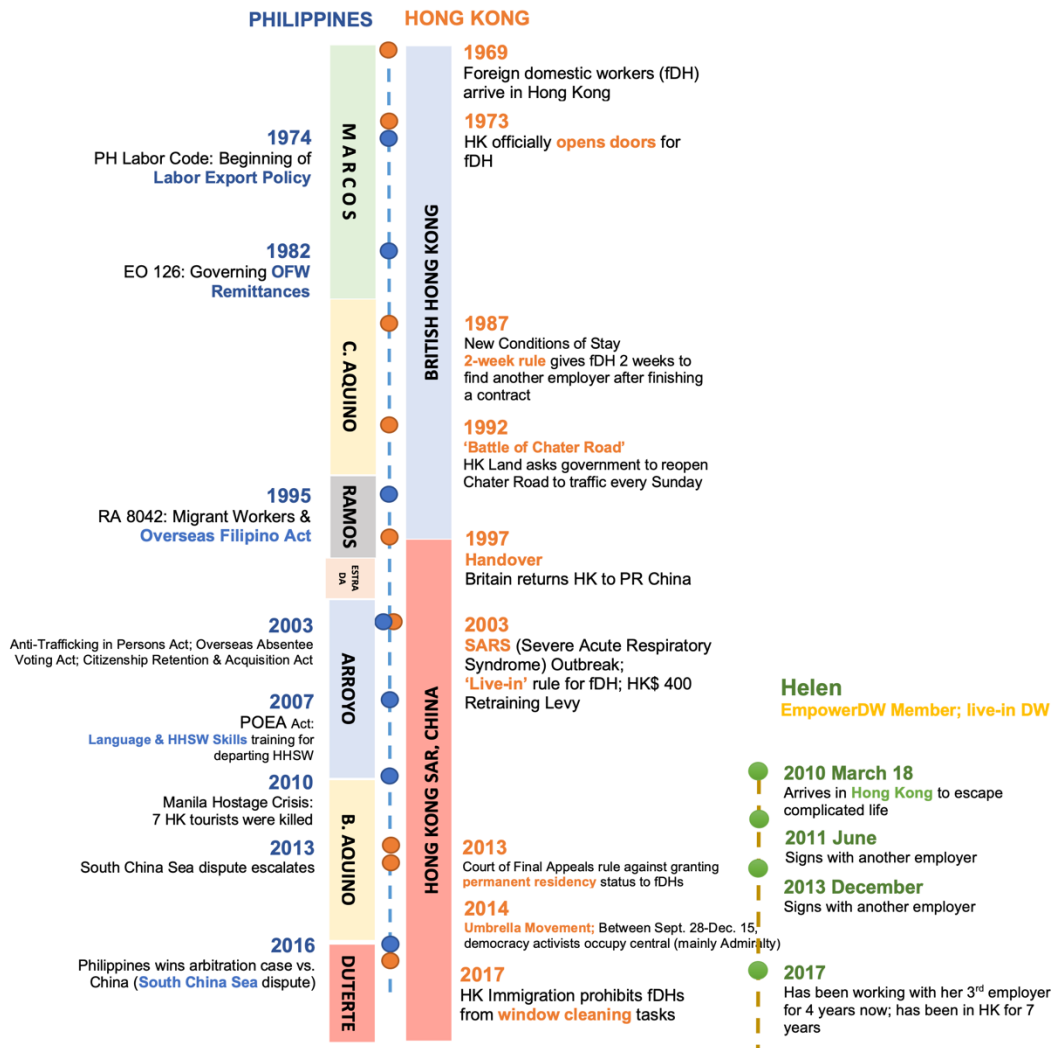 PHILIPPINES
HONG KONG
1969
Foreign domestic workers (fDH)
arrive in Hong Kong
1973
HK officially opens doors for
fDH
1974
PH Labor Code: Beginning of
Labor Export Policy
MARCOS
BRITISH HONG KONG
1982
EO 126: Governing OFW
Remittances
1987
New Conditions of Stay
2-week rule gives fDH 2 weeks to
find another employer after finishing
a contract
C. AQUINO
1992
‘Battle of Chater Road’
HK Land asks government to reopen
Chater Road to traffic every Sunday
1995
RA 8042: Migrant Workers &
Overseas Filipino Act
RAMOS
1997
Handover
Britain returns HK to PR China
ESTRA
DA
2003
Anti-Trafficking in Persons Act; Overseas Absentee
Voting Act; Citizenship Retention & Acquisition Act
ARROYO
2003
SARS (Severe Acute Respiratory
Syndrome) Outbreak;
‘Live-in’ rule for fDH; HK$ 400
Retraining Levy
HONG KONG SAR, CHINA
2007
POEA Act:
Language & HHSW Skills training for
departing HHSW
2010
Manila Hostage Crisis:
7 HK tourists were killed
B. AQUINO
2013
South China Sea dispute escalates
2013
Court of Final Appeals rule against granting
permanent residency status to fDHs
2014
Umbrella Movement; Between Sept. 28-Dec. 15,
democracy activists occupy central (mainly Admiralty)
2016
Philippines wins arbitration case vs.
China (South China Sea dispute)
DUTERTE
2017
HK Immigration prohibits fDHs
from window cleaning tasks
Helen
EmpowerDW Member; live-in DW
2010 March 18
Arrives in Hong Kong to escape
complicated life
2011 June
Signs with another employer
2013 December
Signs with another employer
2017
Has been working with her 3rd employer
for 4 years now; has been in HK for 7
years